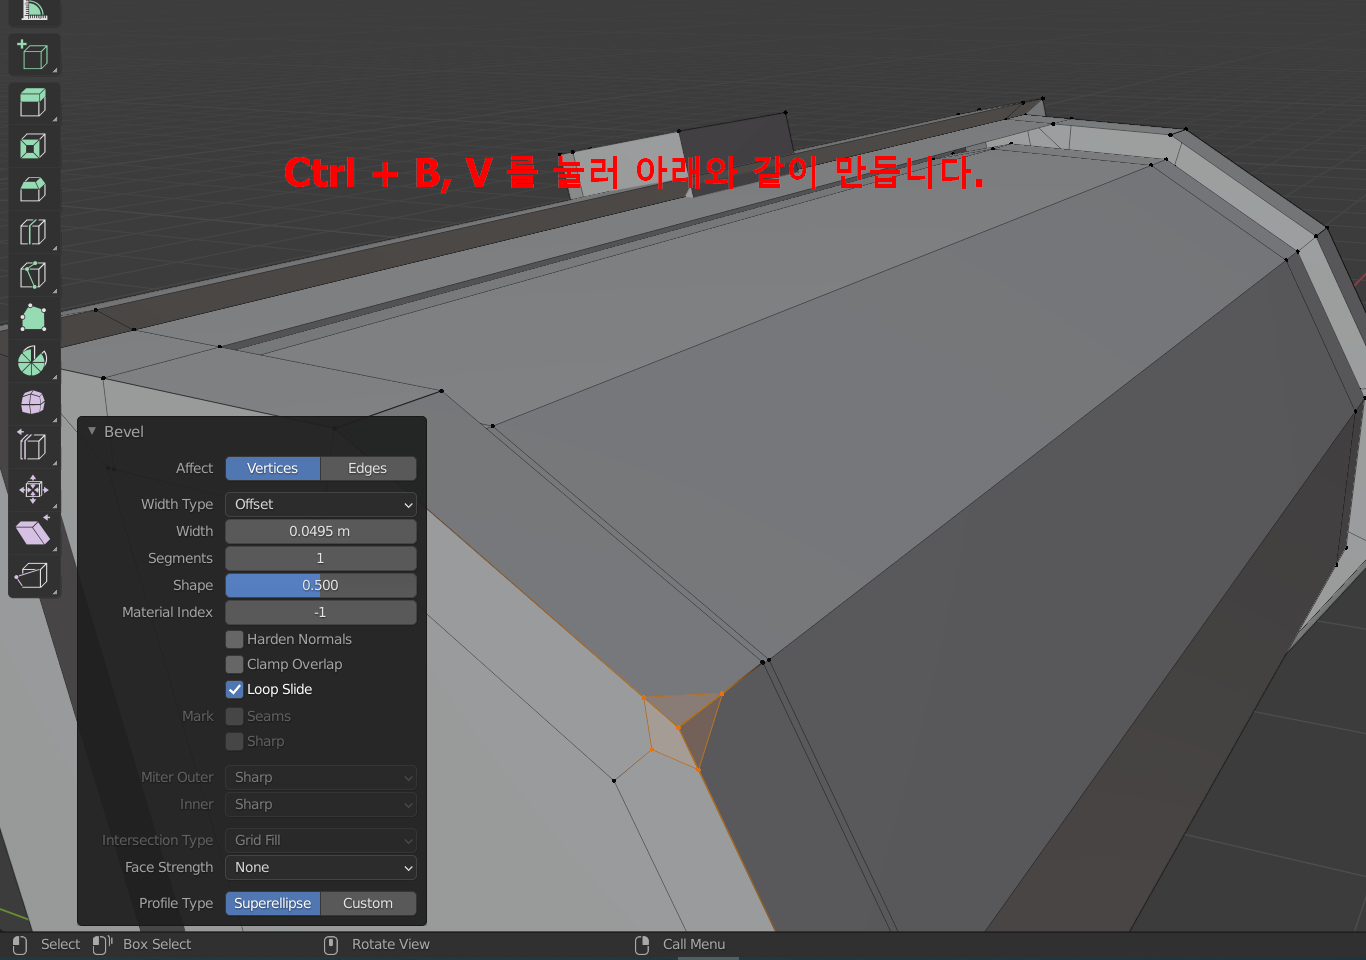 Ctrl + B, V 를 눌러 아래와 같이 만듭니다.
Bevel
Affect Vertices Edges
Width Type Offset
Width 0.0495 m
Segments 1
Shape 0.500
Material Index -1
Harden Normals
Clamp Overlap
Loop Slide
Mark Seams
Sharp
Miter Outer Sharp
Inner Sharp
Intersection Type Grid Fill
Face Strength None
Profile Type Superellipse Custom
Select Box Select Rotate View Call Menu